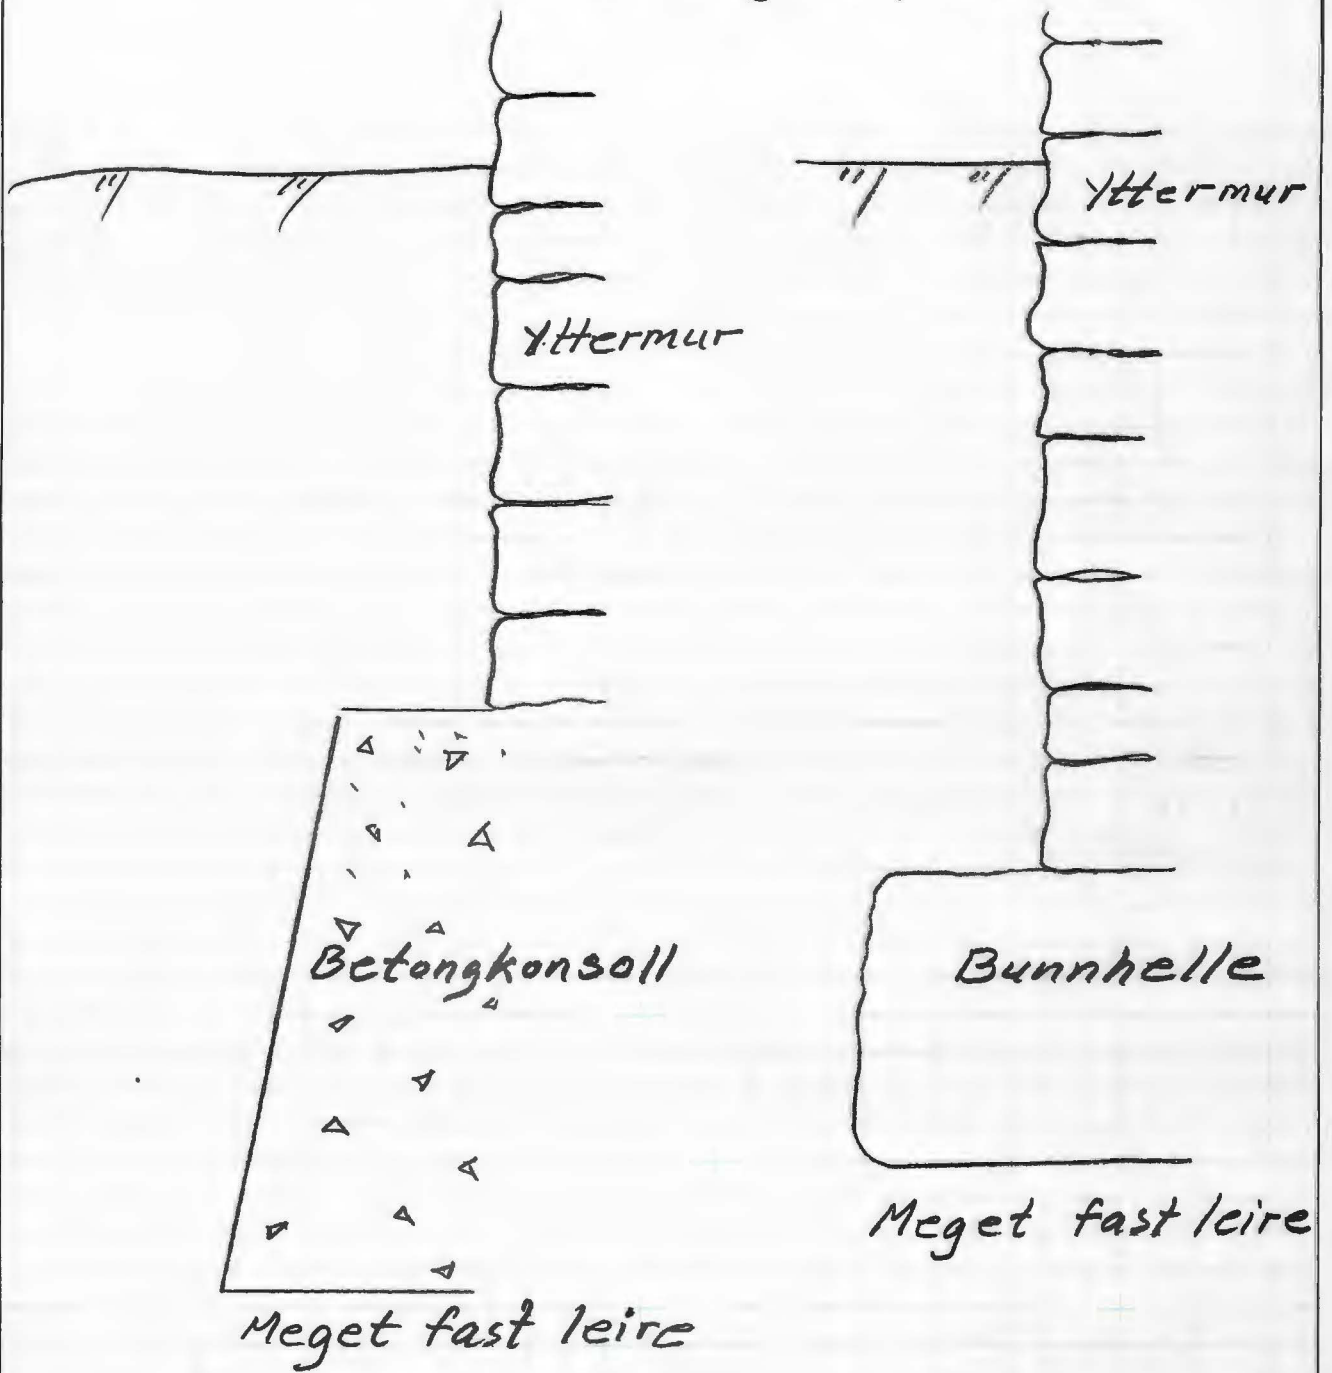 Yttermur
Yttermur
Betongkonsoll
Bunnhelle
Meget fast leire
Meget fast leire